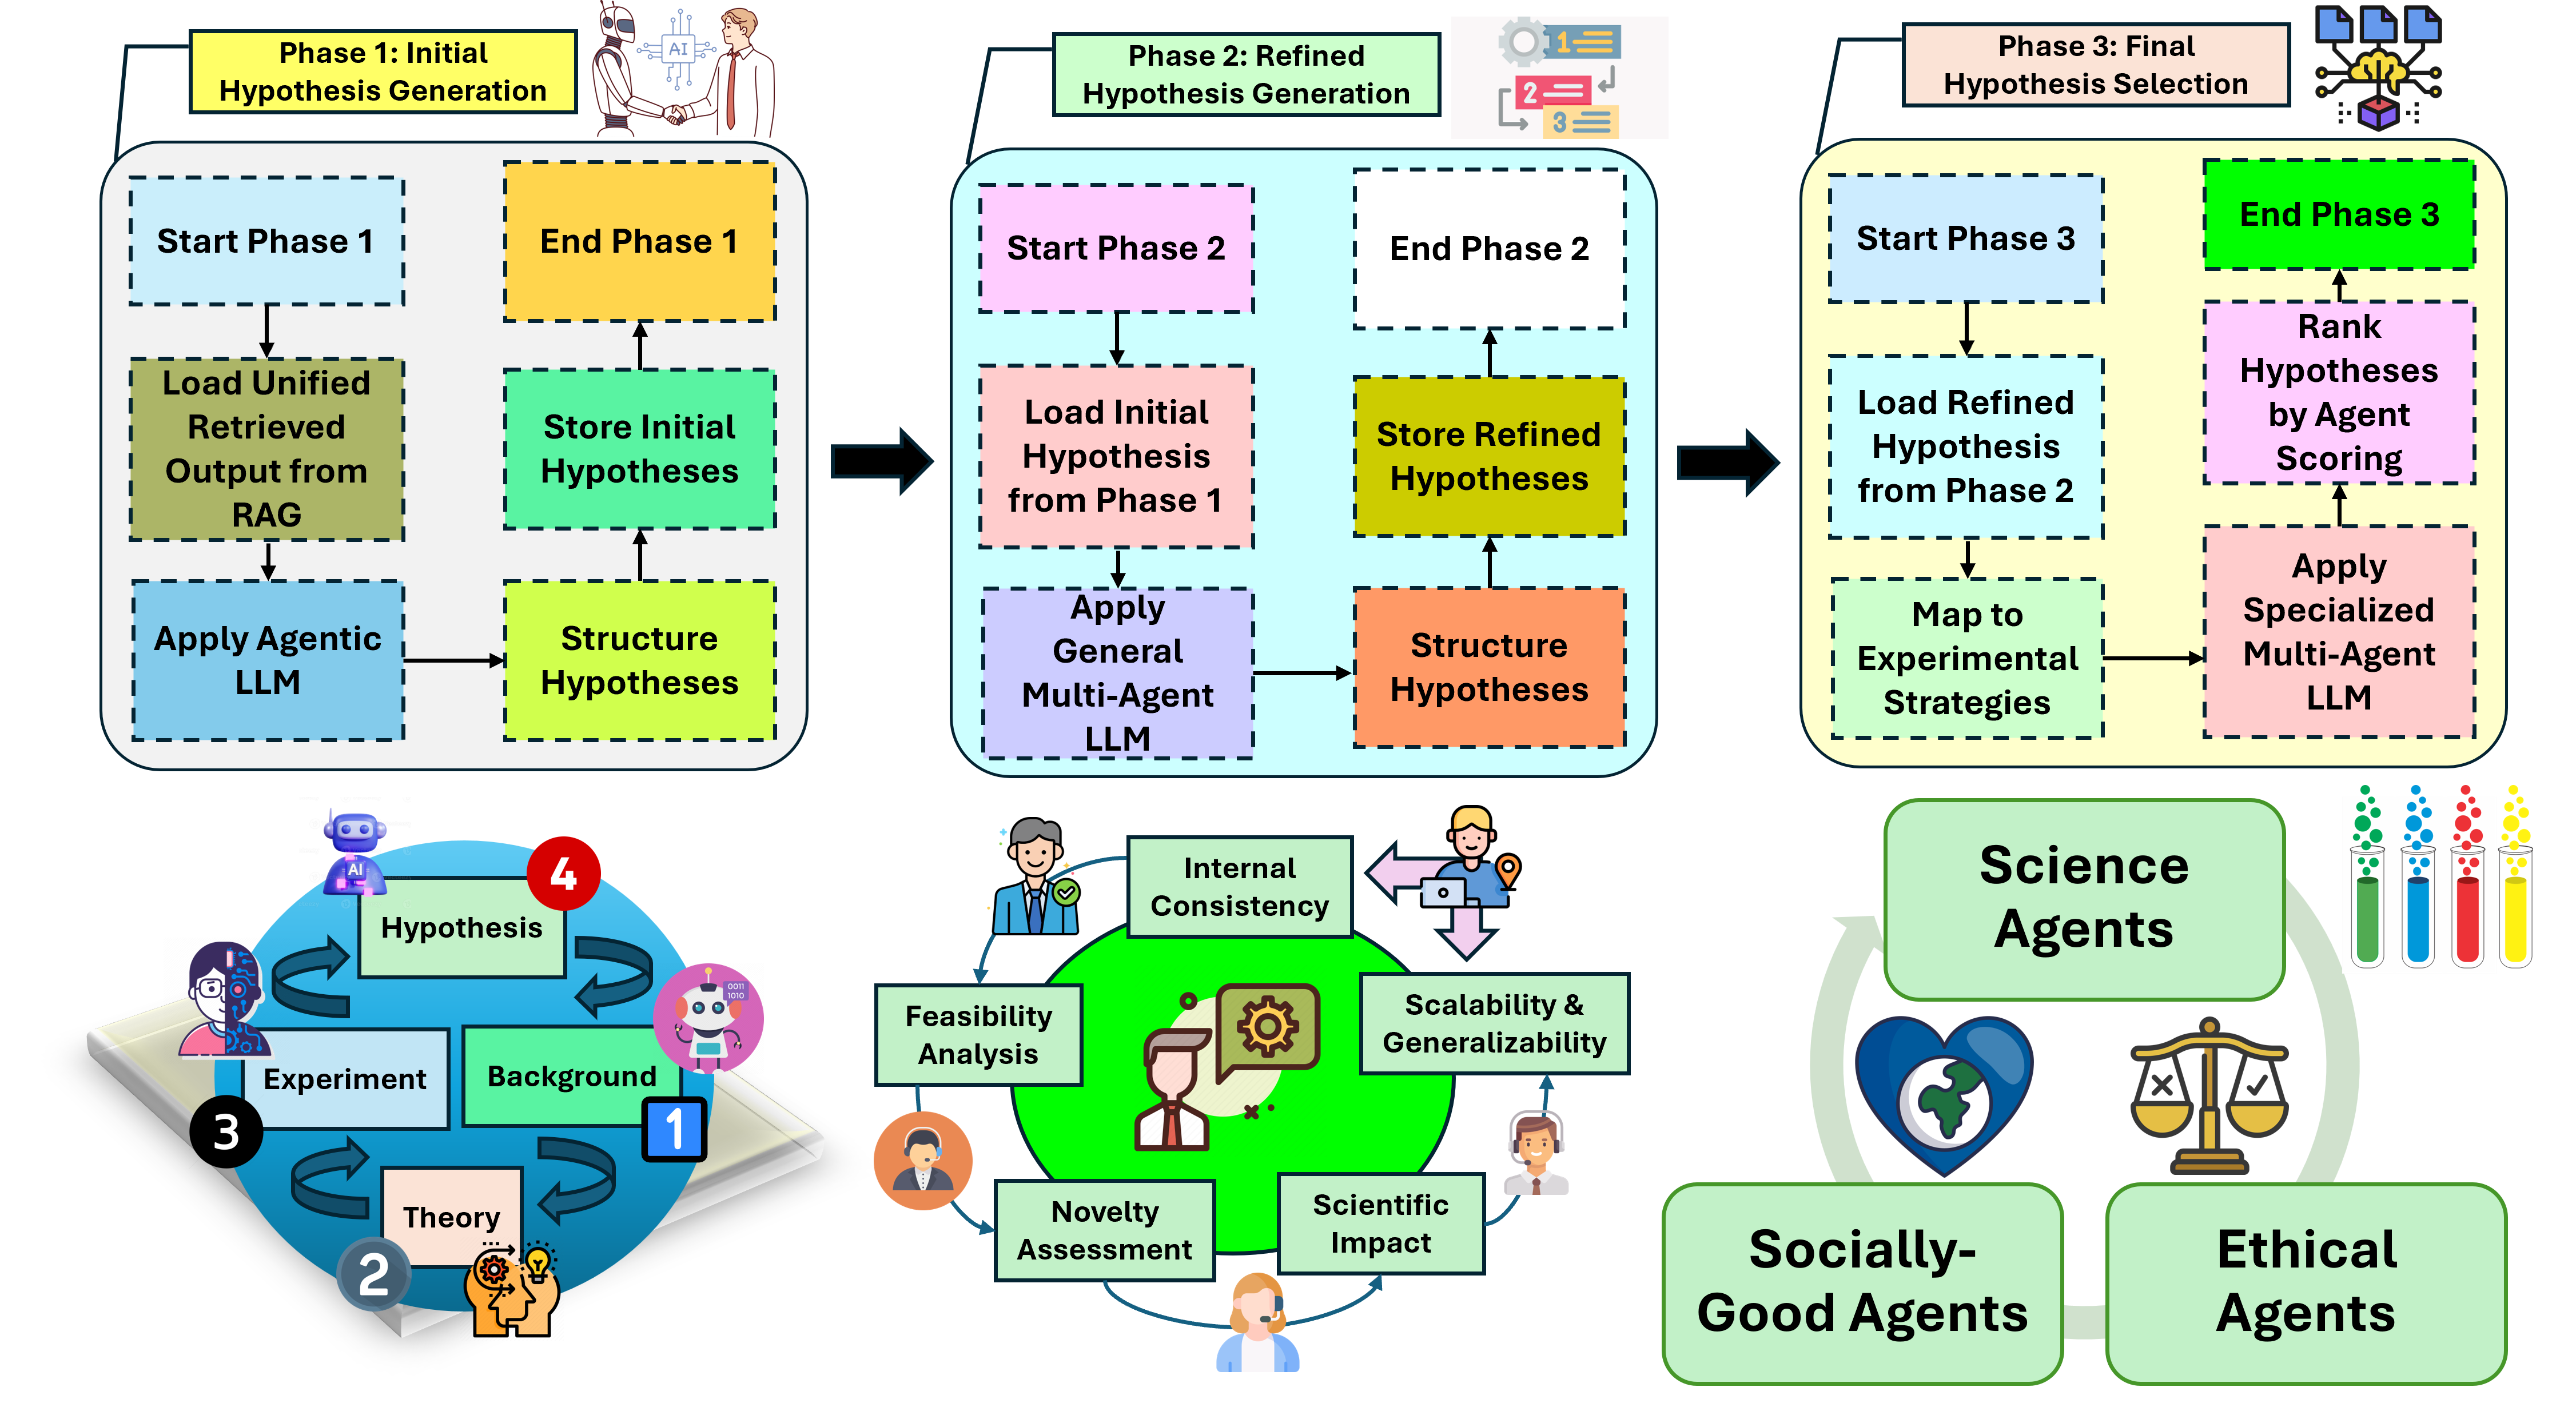 Phase 1: Initial
Hypothesis Generation
AI
Start Phase 1
Load Unified
Retrieved
Output from
RAG
Apply Agentic
LLM
Structure
Hypotheses
Store Initial
Hypotheses
End Phase 1
Phase 2: Refined
Hypothesis Generation
1
2
3
Start Phase 2
Load Initial
Hypothesis
from Phase 1
Apply
General
Multi-Agent
LLM
Structure
Hypotheses
Store Refined
Hypotheses
End Phase 2
Phase 3: Final
Hypothesis Selection
Start Phase 3
Load Refined
Hypothesis
from Phase 2
Map to
Experimental
Strategies
Apply
Specialized
Multi-Agent
LLM
Rank
Hypotheses
by Agent
Scoring
End Phase 3
AI
4
Hypothesis
0011
1010
Experiment
Background
3
1
Theory
2
Internal
Consistency
Feasibility
Analysis
Scalability &
Generalizability
Novelty
Assessment
Scientific
Impact
Science
Agents
Socially-
Good Agents
Ethical
Agents